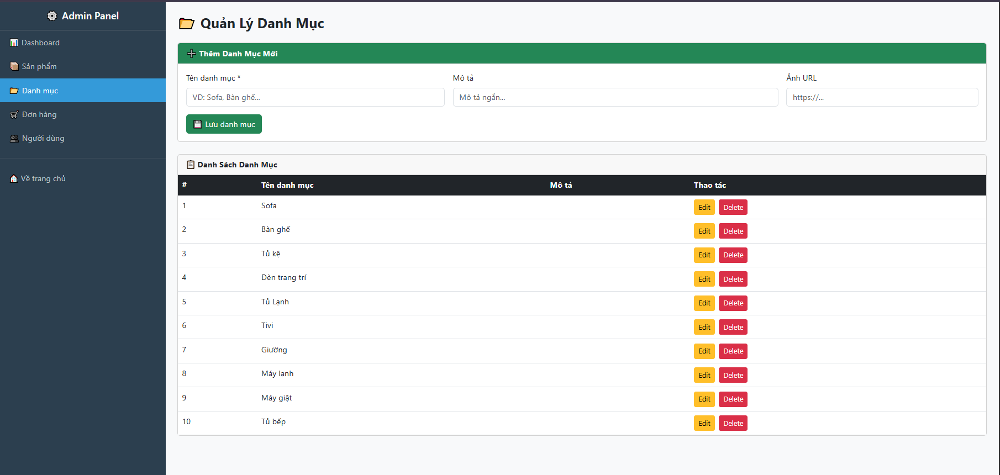 Admin Panel
Dashboard
Sản phẩm
Danh mục
Đơn hàng
Người dùng
Về trang chủ
Quản Lý Danh Mục
Thêm Danh Mục Mới
Tên danh mục * Mô tả Ảnh URL
VD: Sofa, Bàn ghế... Mô tả ngắn... https://...
Lưu danh mục
Danh Sách Danh Mục
# Tên danh mục Mô tả Thao tác
1 Sofa Edit Delete
2 Bàn ghế Edit Delete
3 Tủ kệ Edit Delete
4 Đèn trang trí Edit Delete
5 Tủ Lạnh Edit Delete
6 Tivi Edit Delete
7 Giường Edit Delete
8 Máy lạnh Edit Delete
9 Máy giặt Edit Delete
10 Tủ bếp Edit Delete